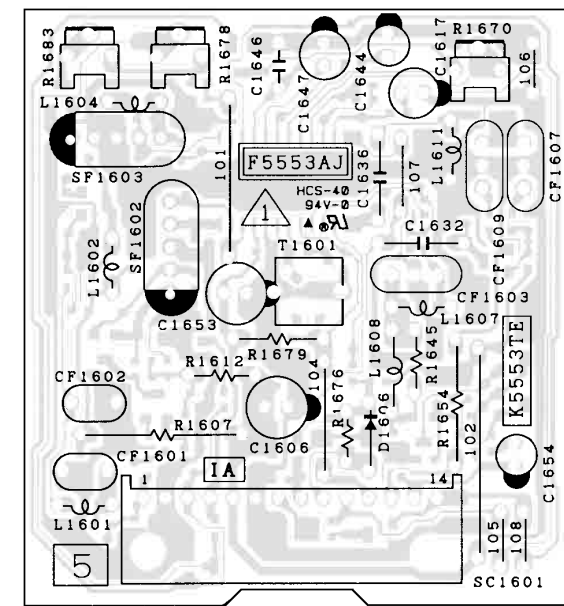 R1683
R1678
C1646
C1647
C1644
C1617
R1670
106
L1604
SF1603
101
F5553AJ
HCS-40
94V-0
1
C1636
107
L1611
CF1607
CF1609
C1632
SF1602
L1602
T1601
C1653
CF1603
L1607
R1679
R1612
L1608
R1645
K5553TE
CF1602
104
R1676
D1606
R1654
102
R1607
C1606
C1654
CF1601
IA
1
14
L1601
5
105
108
SC1601